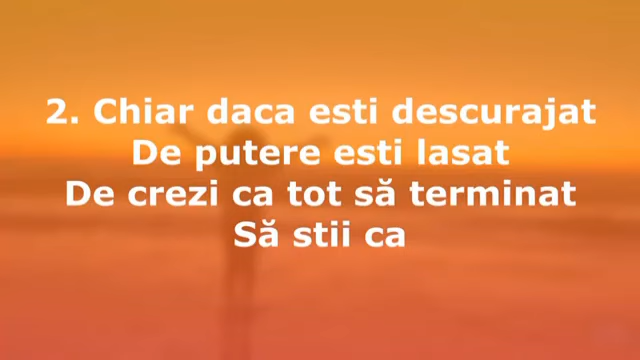 2. Chiar daca esti descurajat
De putere esti lasat
De crezi ca tot să terminat
Să stii ca